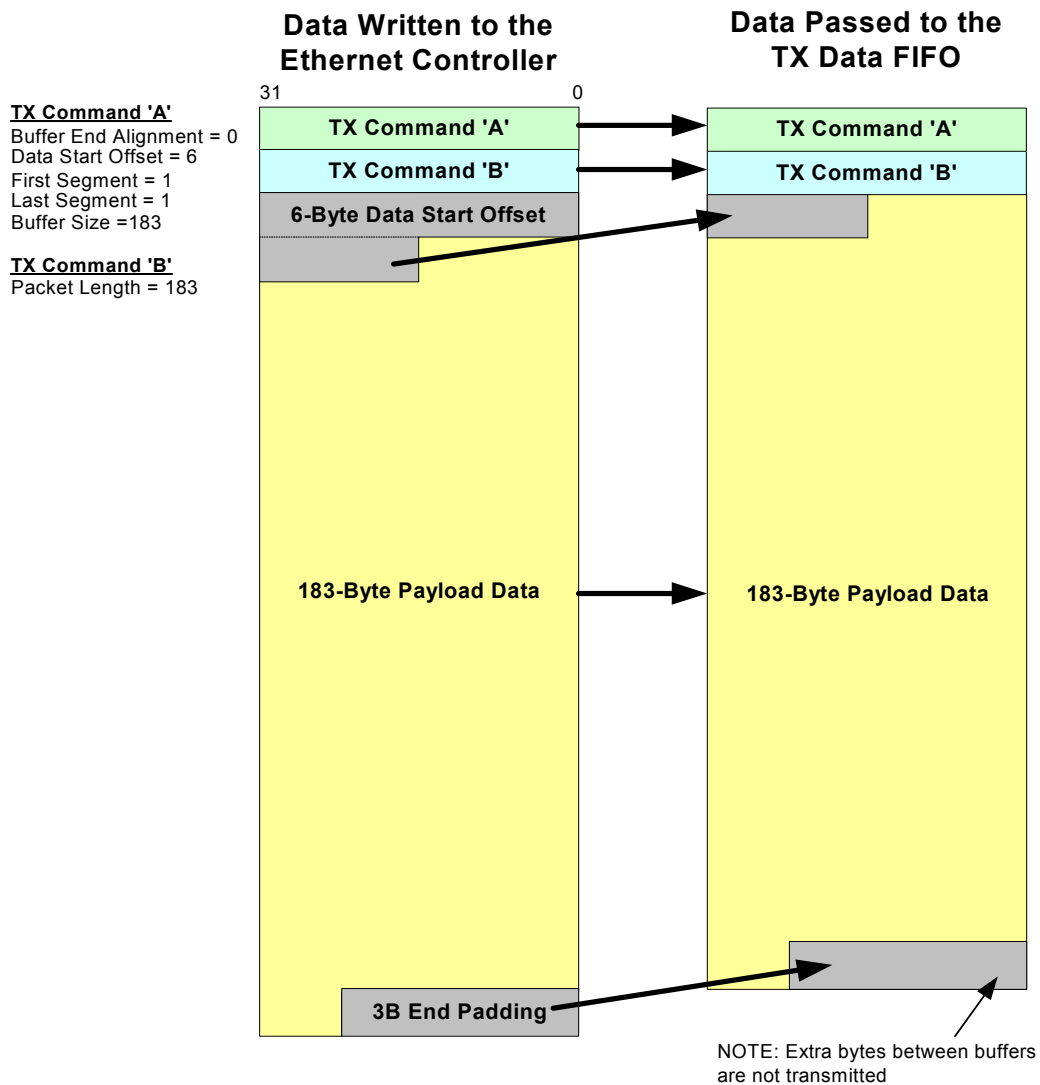 Data Written to the
Ethernet Controller
Data Passed to the
TX Data FIFO
31
0
TX Command 'A'
Buffer End Alignment = 0
Data Start Offset = 6
First Segment = 1
Last Segment = 1
Buffer Size =183
TX Command 'B'
Packet Length = 183
TX Command 'A'
TX Command 'B'
6-Byte Data Start Offset
183-Byte Payload Data
3B End Padding
TX Command 'A'
TX Command 'B'
183-Byte Payload Data
NOTE: Extra bytes between buffers
are not transmitted